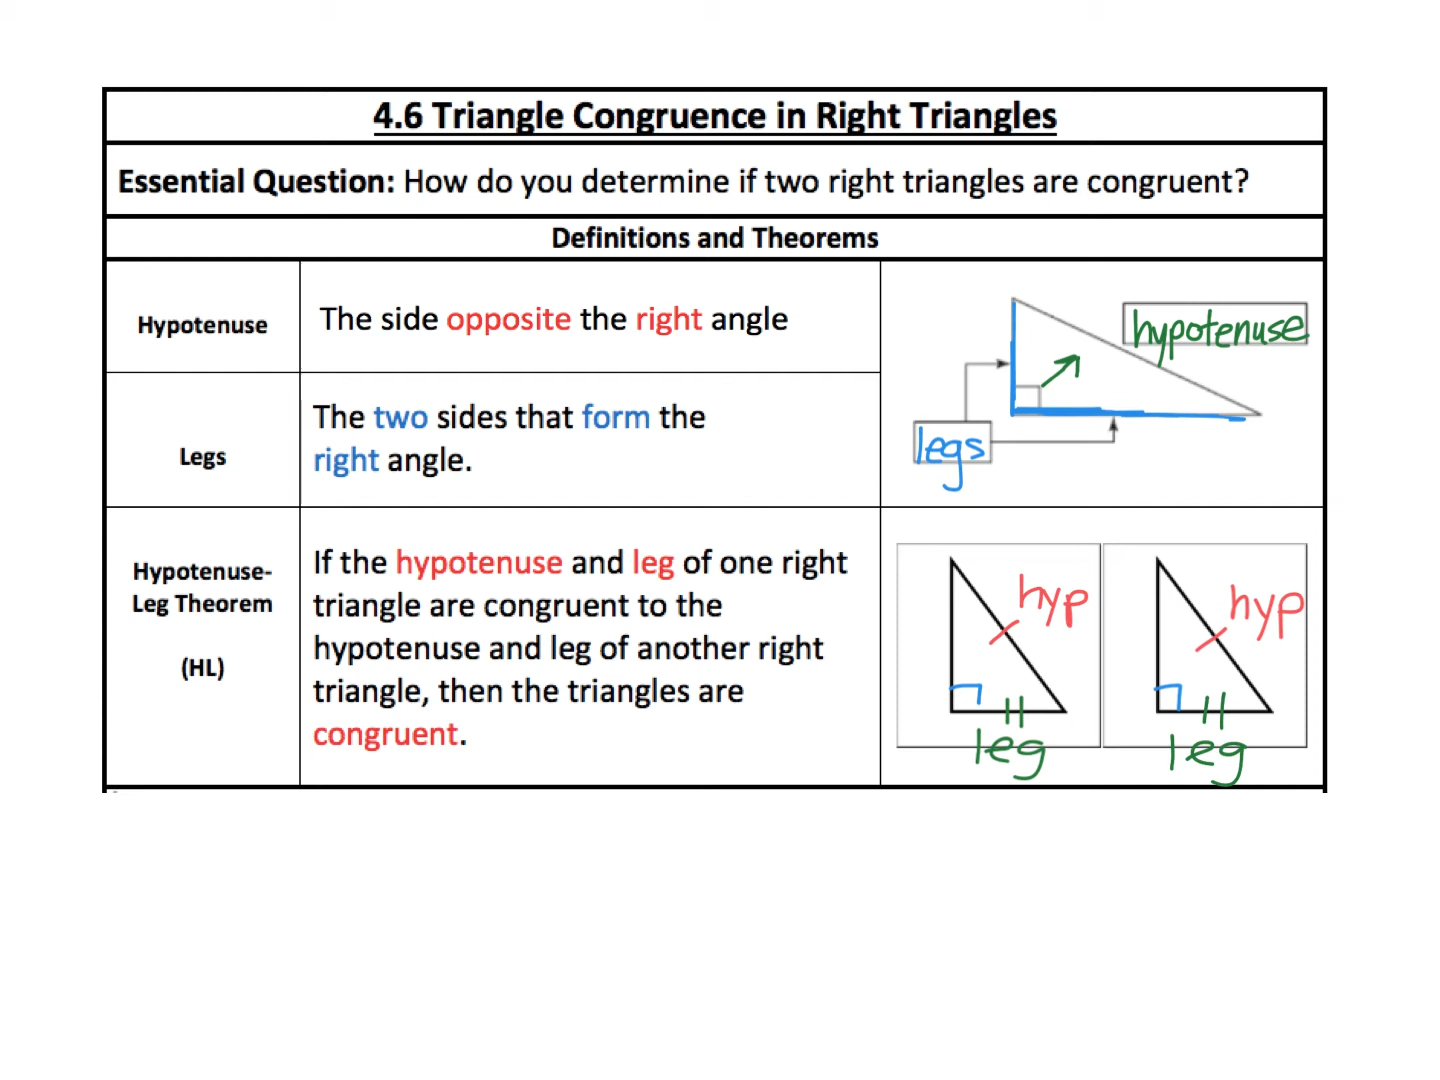 4.6 Triangle Congruence in Right Triangles
Essential Question: How do you determine if two right triangles are congruent?
Definitions and Theorems
Hypotenuse
The side opposite the right angle
hypotenuse
Legs
The two sides that form the
right angle.
legs
Hypotenuse-
Leg Theorem
(HL)
If the hypotenuse and leg of one right
triangle are congruent to the
hypotenuse and leg of another right
triangle, then the triangles are
congruent.
hyp
leg
hyp
leg